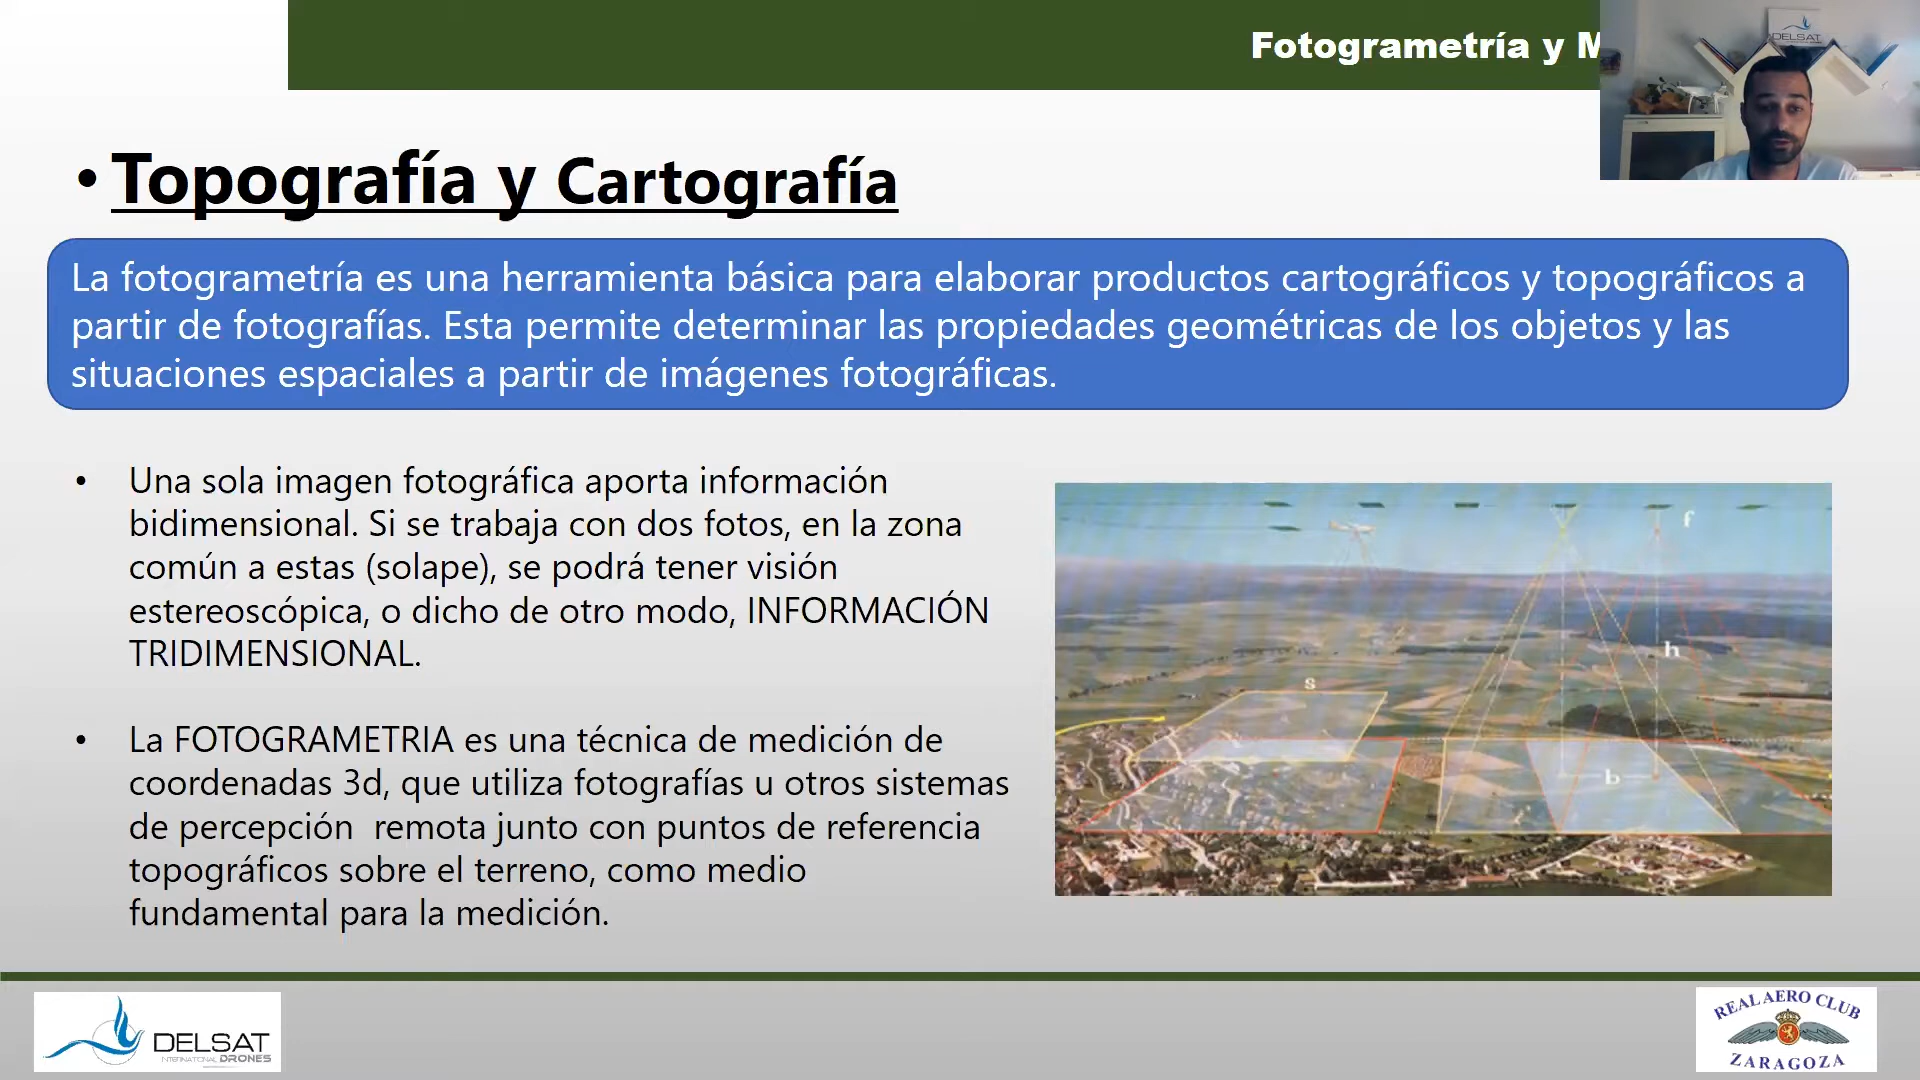 Fotogrametría y M
DELSAT
• Topografía y Cartografía
La fotogrametría es una herramienta básica para elaborar productos cartográficos y topográficos a
partir de fotografías. Esta permite determinar las propiedades geométricas de los objetos y las
situaciones espaciales a partir de imágenes fotográficas.
• Una sola imagen fotográfica aporta información
bidimensional. Si se trabaja con dos fotos, en la zona
común a estas (solape), se podrá tener visión
estereoscópica, o dicho de otro modo, INFORMACIÓN
TRIDIMENSIONAL.
• La FOTOGRAMETRIA es una técnica de medición de
coordenadas 3d, que utiliza fotografías u otros sistemas
de percepción  remota junto con puntos de referencia
topográficos sobre el terreno, como medio
fundamental para la medición.
f
h
s
b
DELSAT
INTERNATIONAL DRONES
REAL AERO CLUB
ZARAGOZA